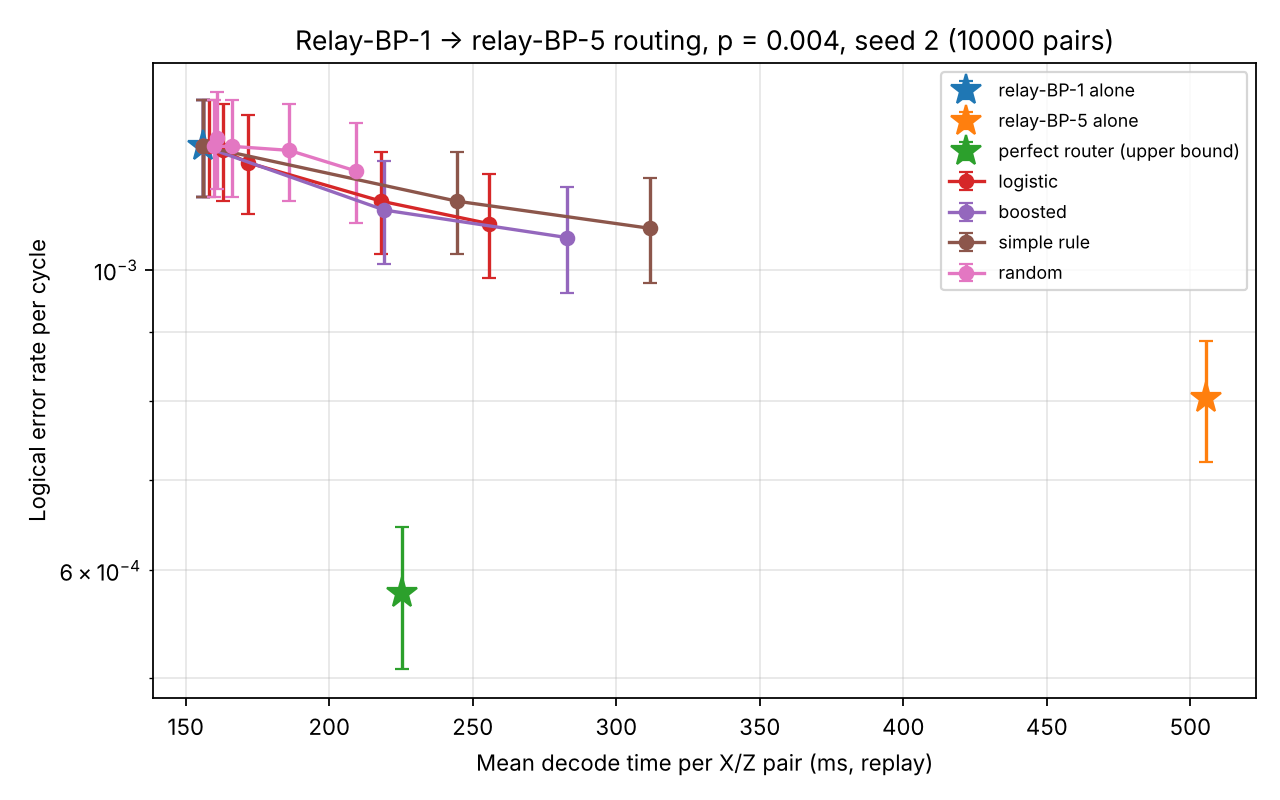 Relay-BP-1 → relay-BP-5 routing, p = 0.004, seed 2 (10000 pairs)
relay-BP-1 alone
relay-BP-5 alone
perfect router (upper bound)
logistic
boosted
simple rule
random
Logical error rate per cycle
10⁻³
6 × 10⁻⁴
150 200 250 300 350 400 450 500
Mean decode time per X/Z pair (ms, replay)